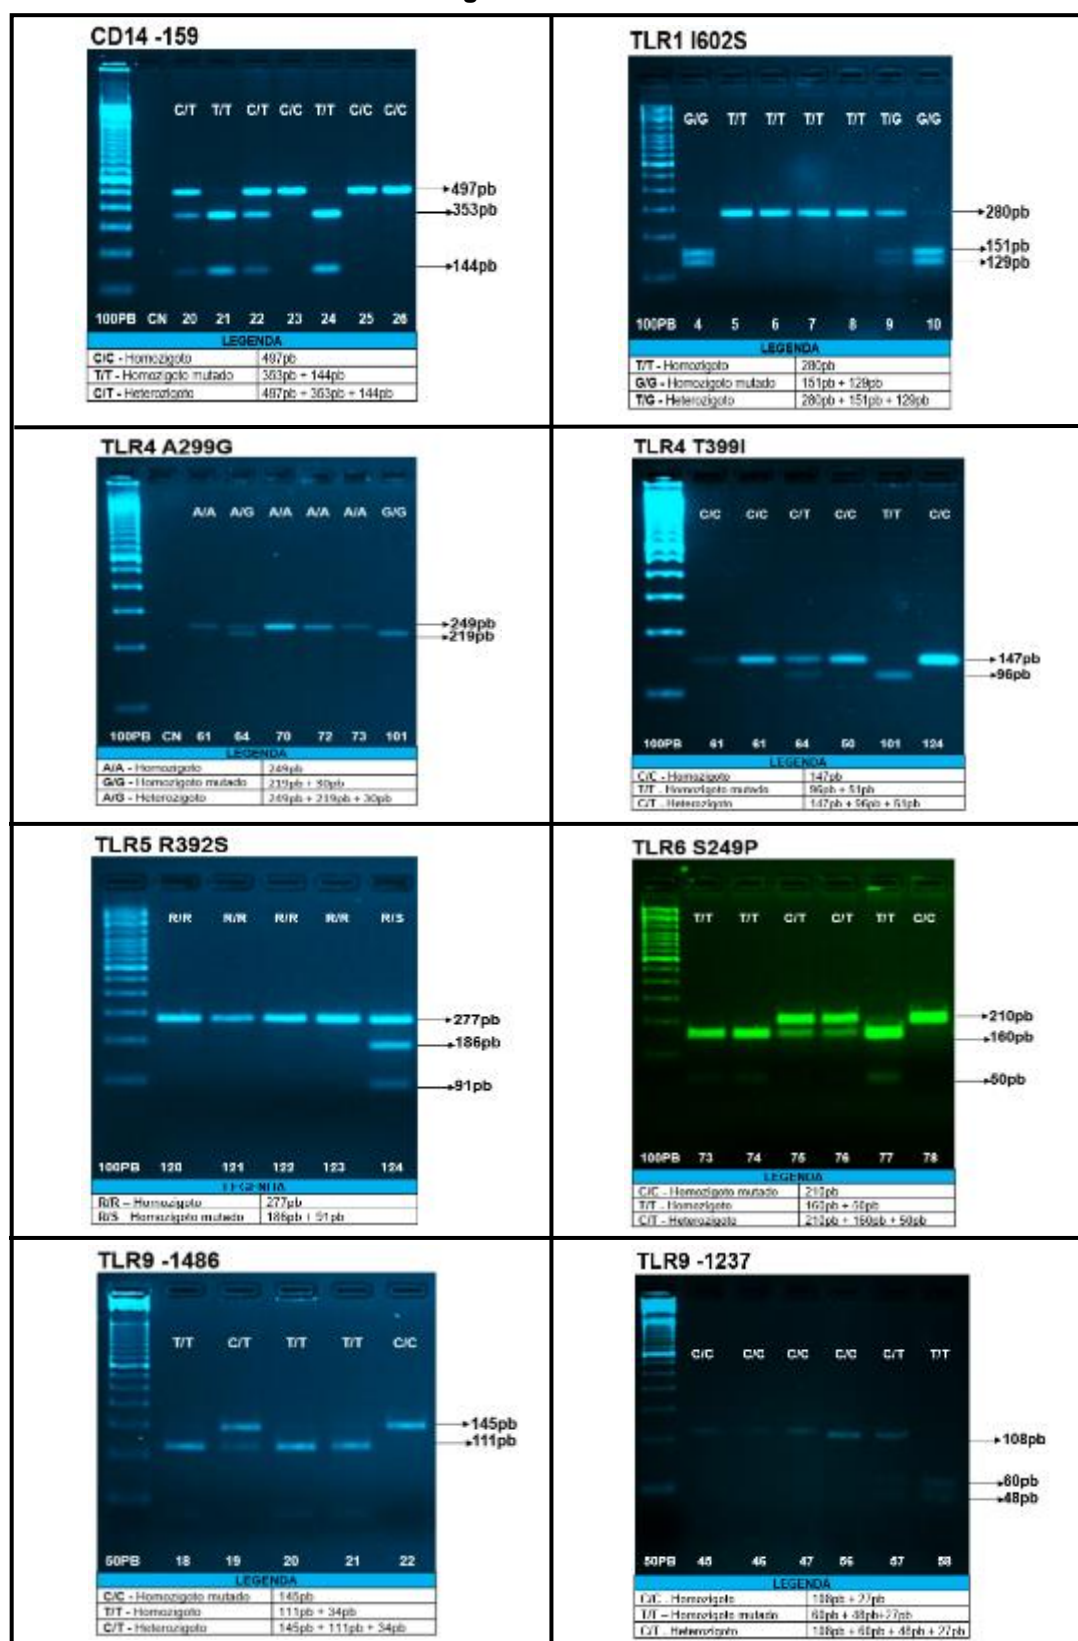 CD14 -159
C/T T/T C/T C/C T/T C/C C/C
497pb
353pb
144pb
100PB CN 20 21 22 23 24 25 26
LEGENDA
C/C - Homozigoto 497pb
T/T - Homozigoto mutado 353pb + 144pb
C/T - Heterozigoto 497pb + 353pb + 144pb
TLR1 I602S
G/G T/T T/T T/T T/T T/G G/G
280pb
151pb
129pb
100PB 4 5 6 7 8 9 10
LEGENDA
T/T - Homozigoto 280pb
G/G - Homozigoto mutado 151pb + 129pb
T/G - Heterozigoto 280pb + 151pb + 129pb
TLR4 A299G
A/A A/G A/A A/A A/A G/G
249pb
219pb
100PB CN 61 64 70 72 73 101
LEGENDA
A/A - Homozigoto 249pb
G/G - Homozigoto mutado 219pb + 30pb
A/G - Heterozigoto 249pb + 219pb + 30pb
TLR4 T399I
C/C C/C C/T C/C T/T C/C
147pb
96pb
100PB 61 61 64 101 124
LEGENDA
C/C - Homozigoto 147pb
T/T - Homozigoto mutado 96pb + 51pb
C/T - Heterozigoto 147pb + 96pb + 51pb
TLR5 R392S
R/R R/R R/R R/R R/S
277pb
186pb
91pb
100PB 120 121 122 123 124
LEGENDA
R/R – Homozigoto 277pb
R/S Homozigoto mutado 186pb + 91pb
TLR6 S249P
T/T T/T C/T C/T T/T C/C
210pb
160pb
50pb
100PB 73 74 75 76 77 78
LEGENDA
C/C - Homozigoto mutado 210pb
T/T - Homozigoto 160pb + 50pb
C/T - Heterozigoto 210pb + 160pb + 50pb
TLR9 -1486
T/T C/T T/T T/T C/C
145pb
111pb
50PB 18 19 20 21 22
LEGENDA
C/C - Homozigoto mutado 145pb
T/T - Homozigoto 111pb + 34pb
C/T - Heterozigoto 145pb + 111pb + 34pb
TLR9 -1237
C/C C/C C/C C/C C/T T/T
108pb
60pb
48pb
50PB 45 46 47 56 57 58
LEGENDA
C/C - Homozigoto 108pb + 27pb
T/T – Homozigoto mutado 60pb + 48pb+27pb
C/T - Heterozigoto 108pb + 60pb + 48pb + 27pb